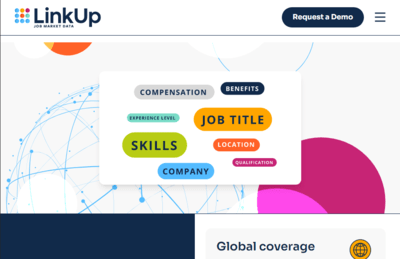 LinkUp
JOB MARKET DATA
Request a Demo
COMPENSATION
BENEFITS
EXPERIENCE LEVEL
JOB TITLE
SKILLS
LOCATION
QUALIFICATION
COMPANY
Global coverage